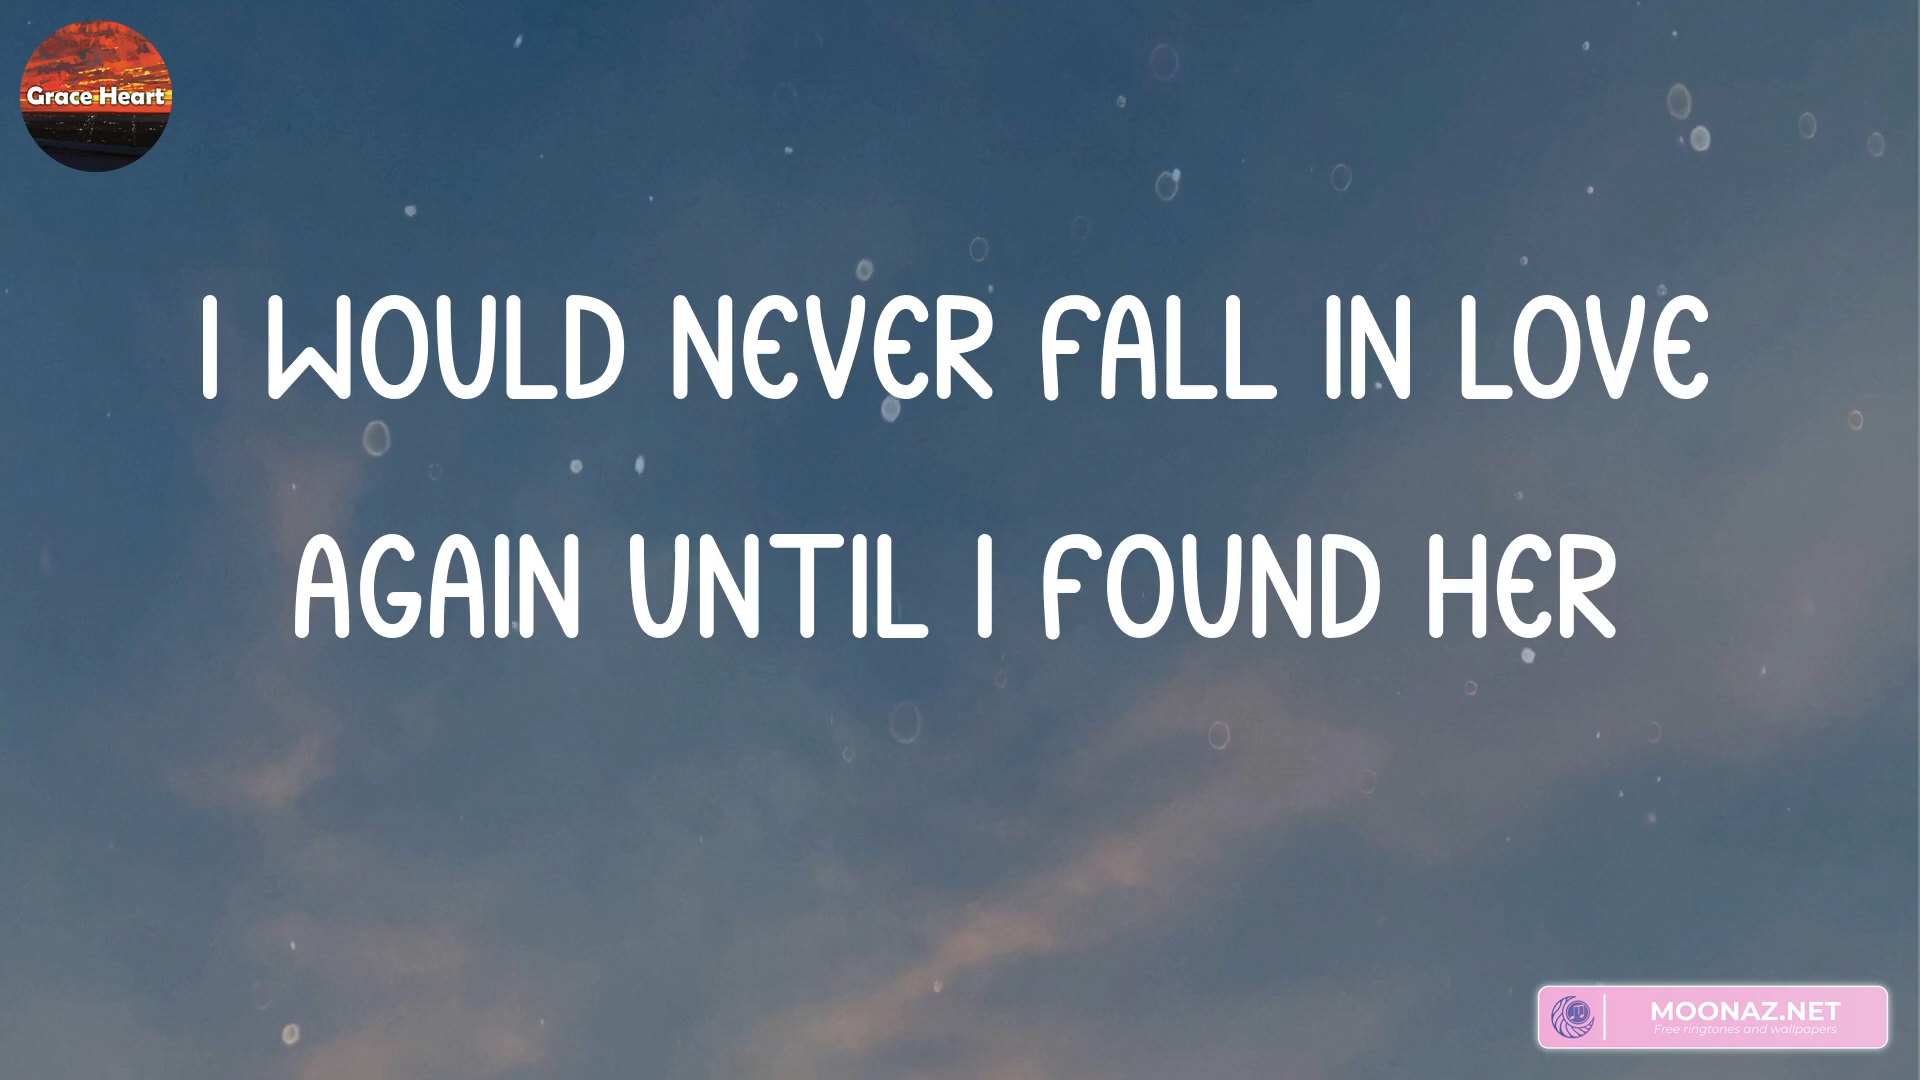 Grace Heart
I WOULD NEVER FALL IN LOVE
AGAIN UNTIL I FOUND HER
MOONAZ.NET
Free ringtones and wallpapers